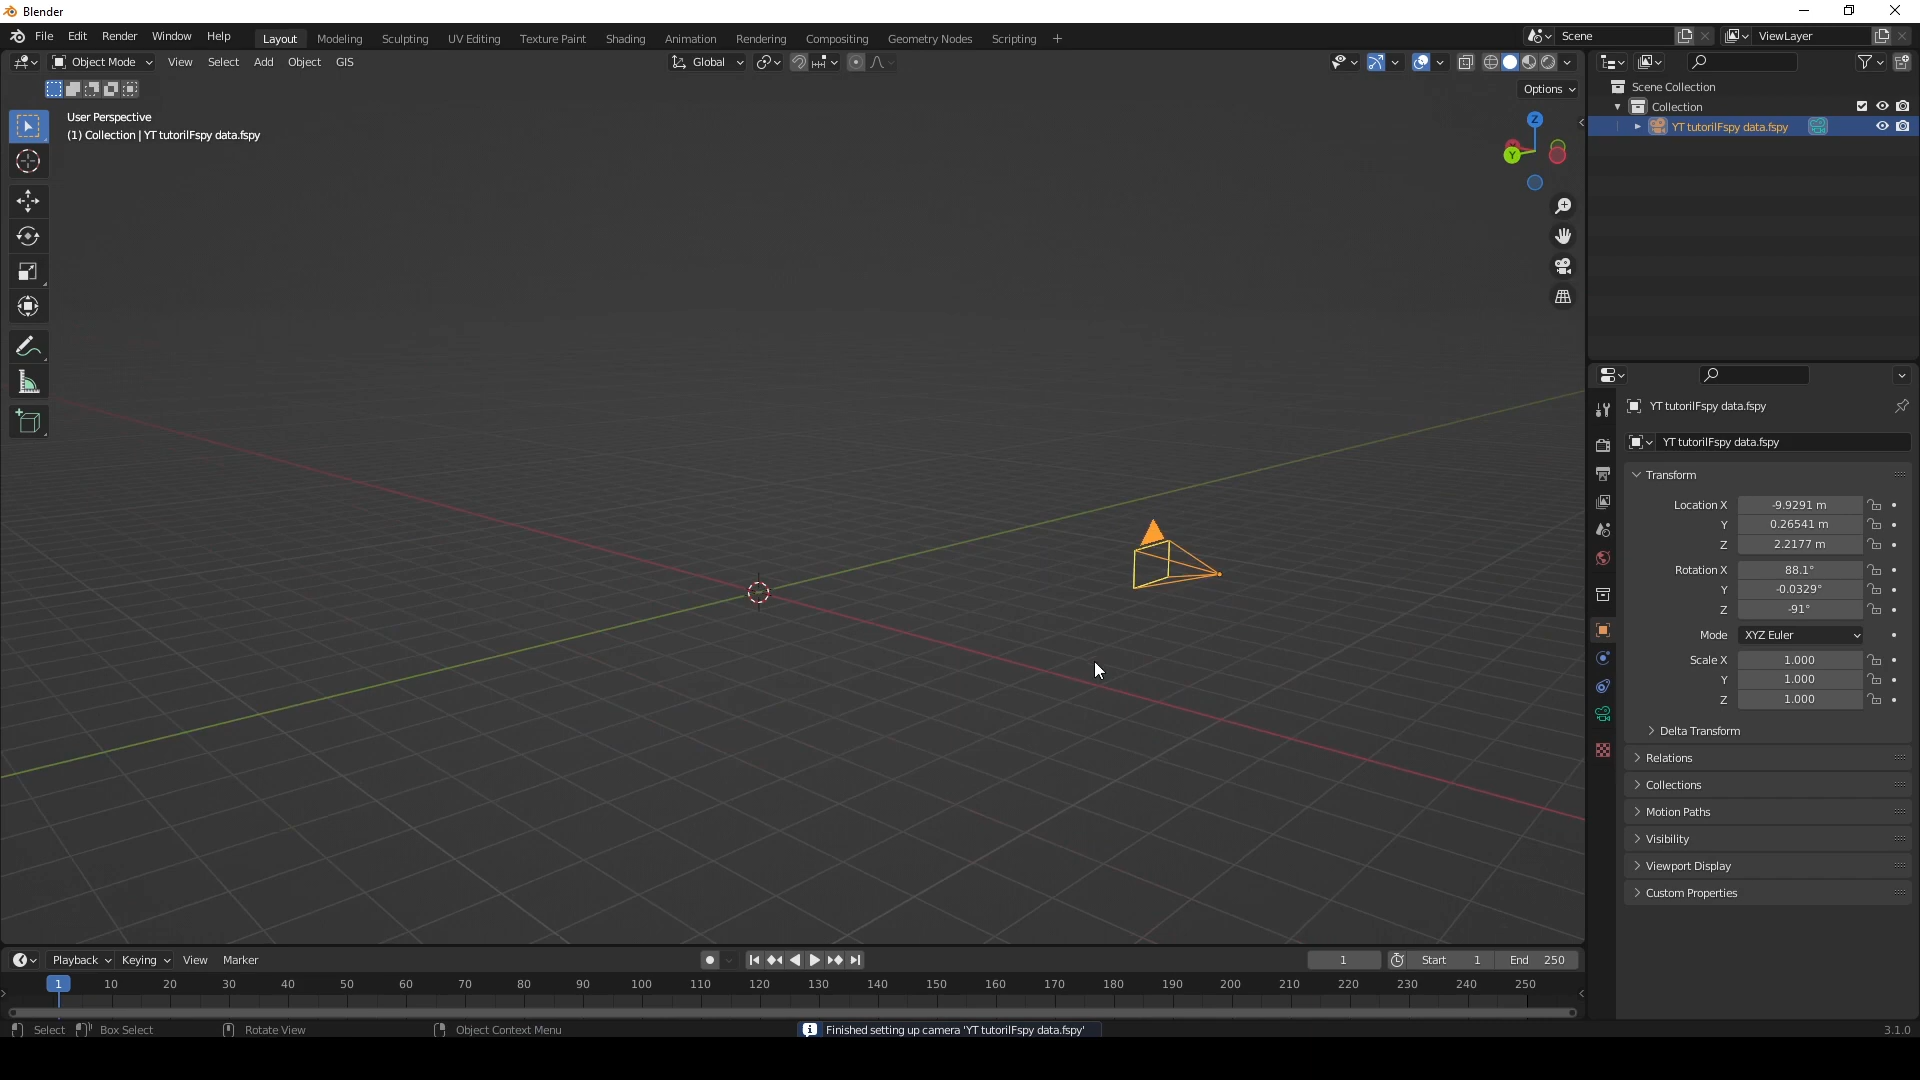 Blender
File Edit Render Window Help Layout Modeling Sculpting UV Editing Texture Paint Shading Animation Rendering Compositing Geometry Nodes Scripting + Scene ViewLayer
Object Mode View Select Add Object GIS Global
Options
User Perspective
(1) Collection | YT tutorilFspy data.fspy
Z
Y
Scene Collection
Collection
YT tutorilFspy data.fspy
YT tutorilFspy data.fspy
YT tutorilFspy data.fspy
Transform
Location X -9.9291 m
Y 0.26541 m
Z 2.2177 m
Rotation X 88.1°
Y -0.0329°
Z -91°
Mode XYZ Euler
Scale X 1.000
Y 1.000
Z 1.000
Delta Transform
Relations
Collections
Motion Paths
Visibility
Viewport Display
Custom Properties
Playback Keying View Marker 1 Start 1 End 250
1 10 20 30 40 50 60 70 80 90 100 110 120 130 140 150 160 170 180 190 200 210 220 230 240 250
Select Box Select Rotate View Object Context Menu Finished setting up camera 'YT tutorilFspy data.fspy' 3.1.0